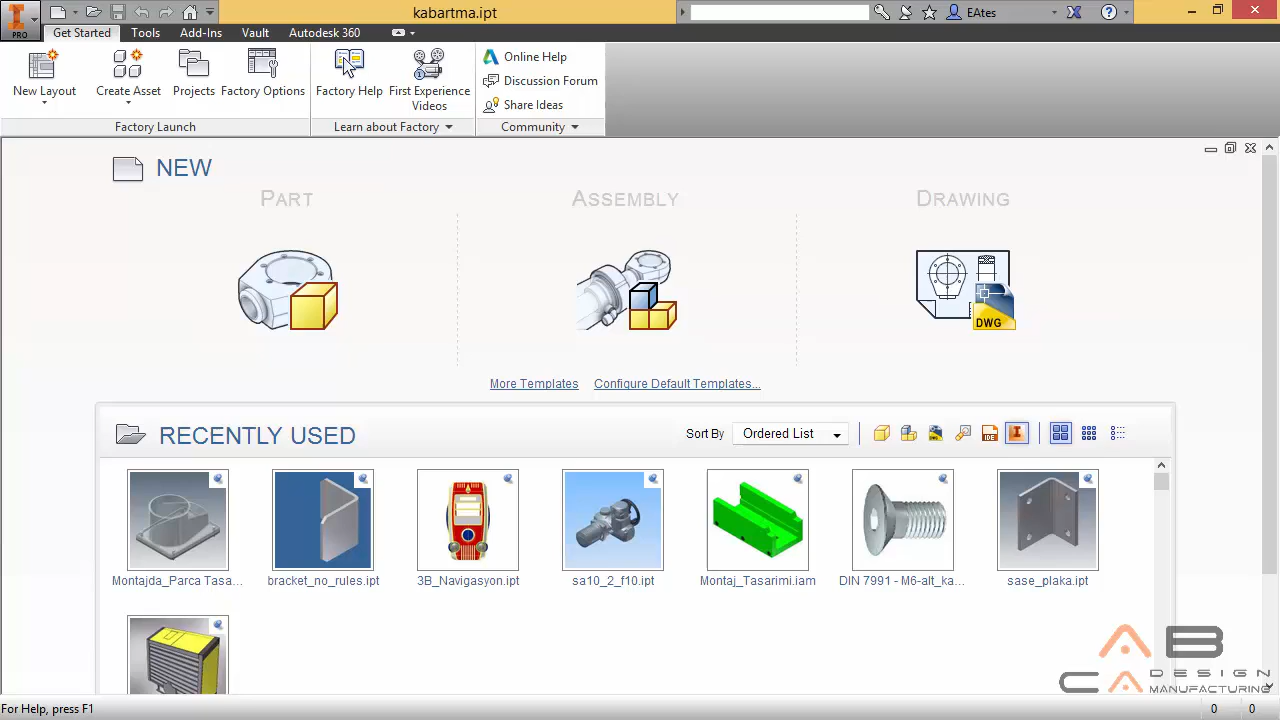 PRO
kabartma.ipt
EAtes
Get Started Tools Add-Ins Vault Autodesk 360
New Layout Create Asset Projects Factory Options Factory Help First Experience Videos
Online Help
Discussion Forum
Share Ideas
Factory Launch Learn about Factory Community
NEW
PART ASSEMBLY DRAWING
DWG
More Templates Configure Default Templates...
RECENTLY USED Sort By Ordered List
IDE
Montajda_Parca Tasa... bracket_no_rules.ipt 3B_Navigasyon.ipt sa10_2_f10.ipt Montaj_Tasarimi.iam DIN 7991 - M6-alt_ka... sase_plaka.ipt
AB
CA DESIGN
MANUFACTURING
For Help, press F1 0 0